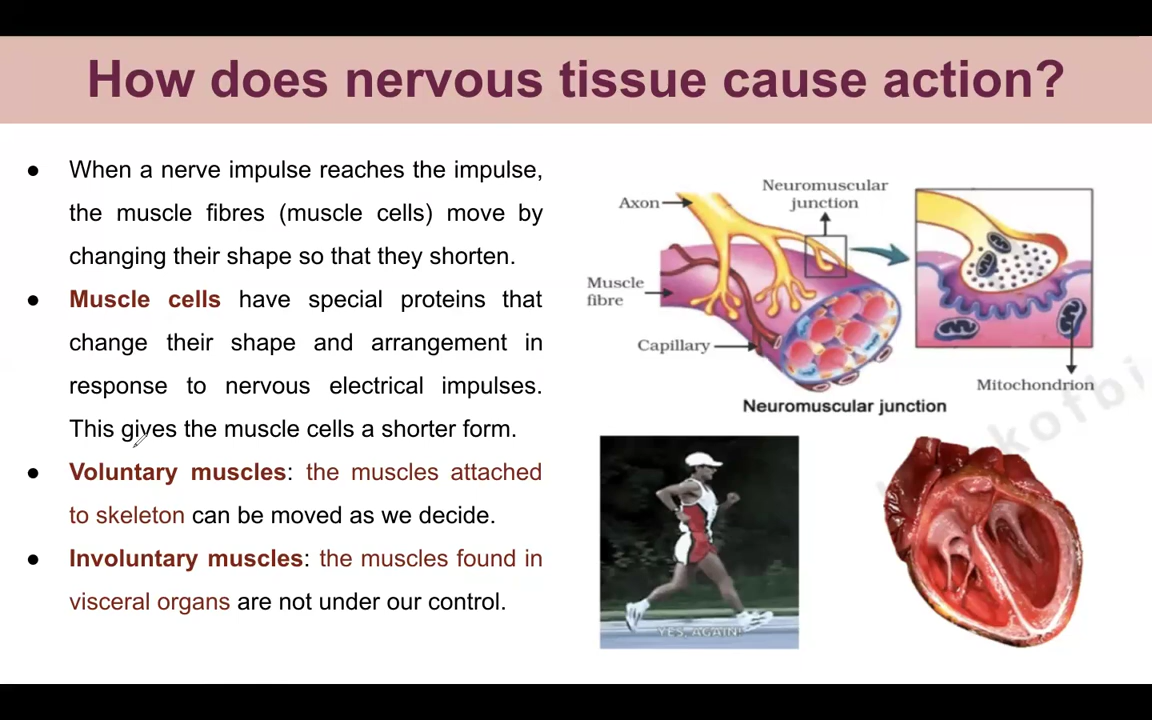 How does nervous tissue cause action?
● When a nerve impulse reaches the impulse,
the muscle fibres (muscle cells) move by
changing their shape so that they shorten.
● Muscle cells have special proteins that
change their shape and arrangement in
response to nervous electrical impulses.
This gives the muscle cells a shorter form.
● Voluntary muscles: the muscles attached
to skeleton can be moved as we decide.
● Involuntary muscles: the muscles found in
visceral organs are not under our control.
Neuromuscular
junction
Axon
Muscle
fibre
Capillary
Mitochondrion
Neuromuscular junction
YES, AGAIN!